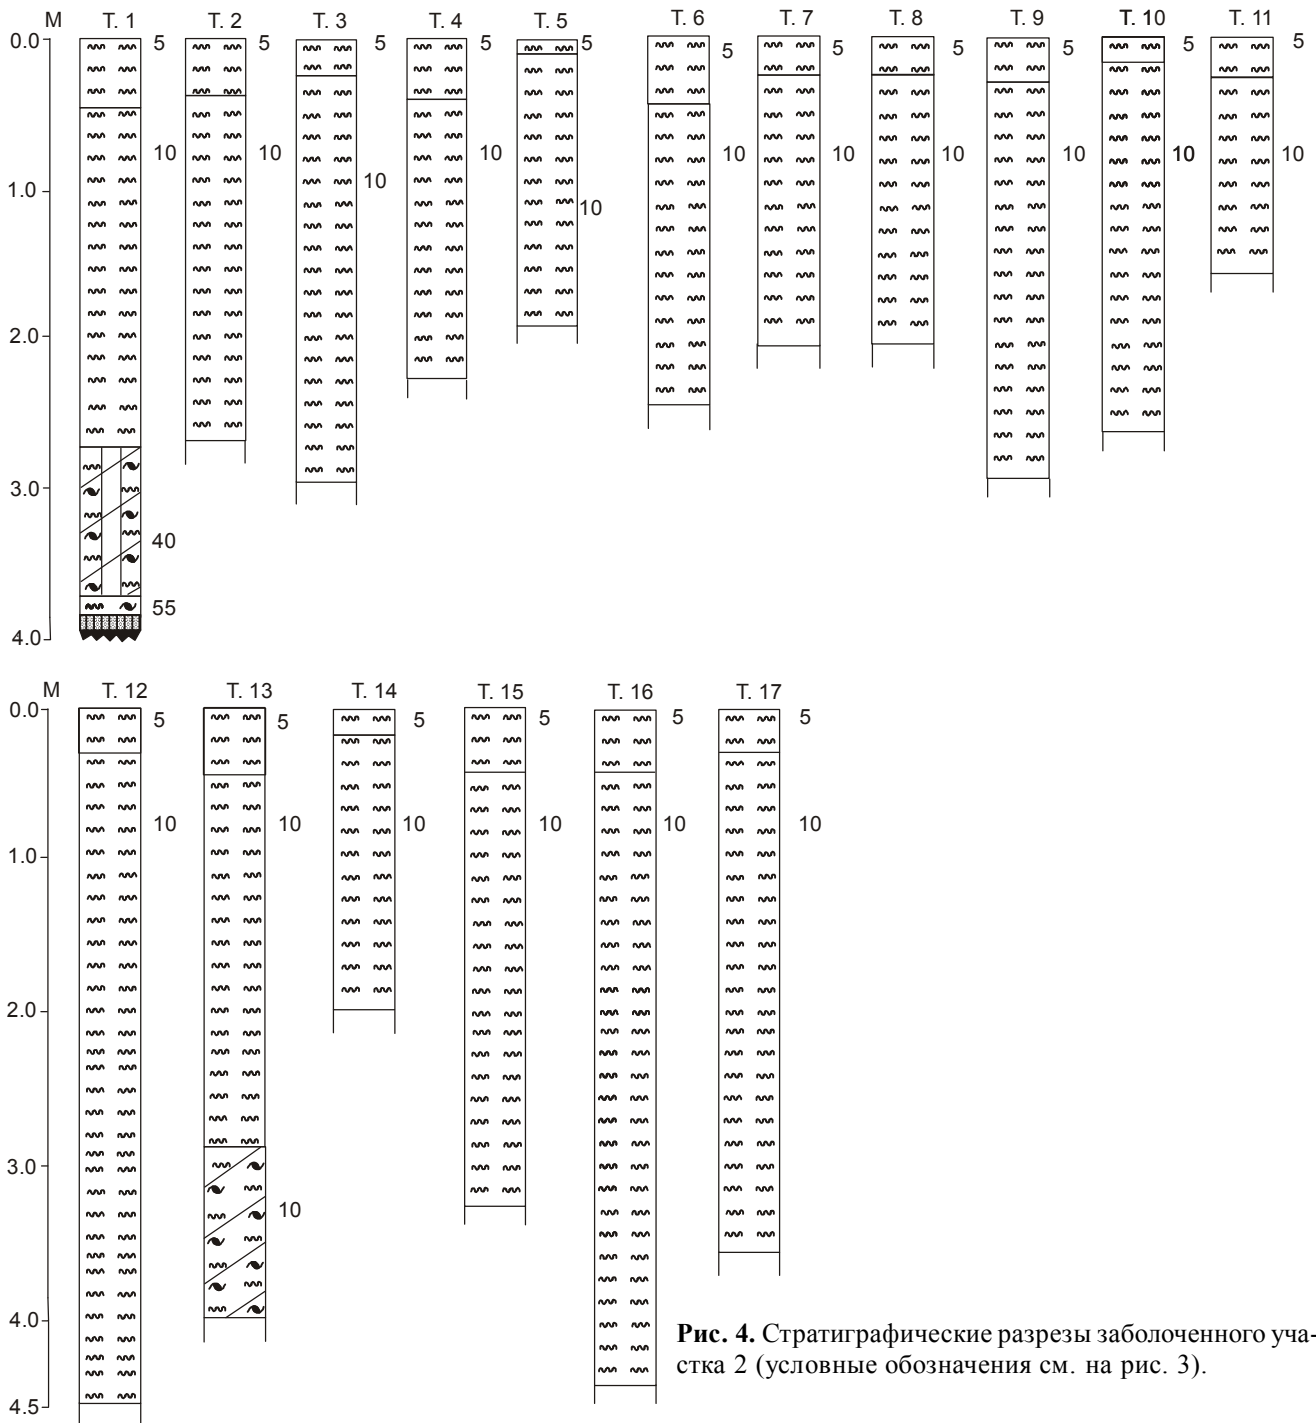 М Т. 1 Т. 2 Т. 3 Т. 4 Т. 5 Т. 6 Т. 7 Т. 8 Т. 9 Т. 10 Т. 11
0.0 5 5 5 5 5 5 5 5 5 5 5
10 10 10 10 10 10 10 10 10
1.0 10
10
2.0
3.0
40
55
4.0
М Т. 12 Т. 13 Т. 14 Т. 15 Т. 16 Т. 17
0.0 5 5 5 5 5 5
10 10 10 10 10 10
1.0
2.0
3.0
10
4.0
4.5
Рис. 4. Стратиграфические разрезы заболоченного уча-
стка 2 (условные обозначения см. на рис. 3).